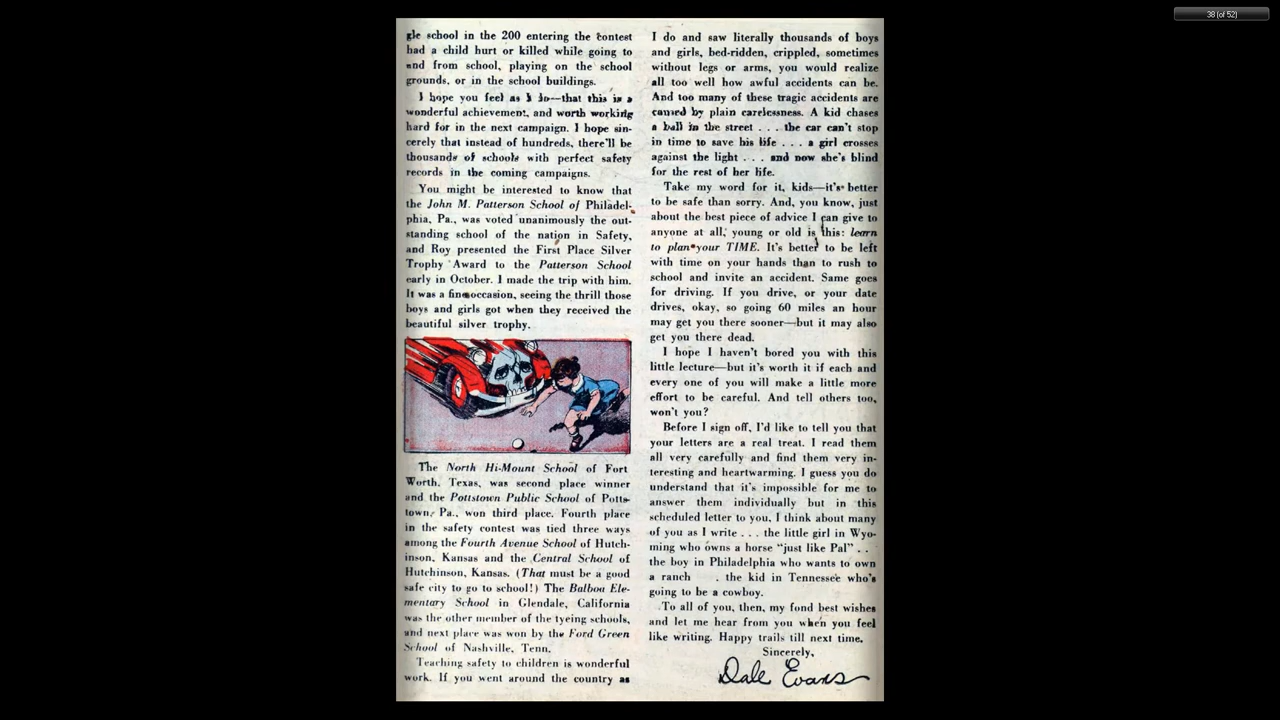 38 (of 52)
gle school in the 200 entering the contest
had a child hurt or killed while going to
and from school, playing on the school
grounds, or in the school buildings.
I hope you feel as I do—that this is a
wonderful achievement, and worth working
hard for in the next campaign. I hope sin-
cerely that instead of hundreds, there'll be
thousands of schools with perfect safety
records in the coming campaigns.
You might be interested to know that
the John M. Patterson School of Philadel-
phia, Pa., was voted unanimously the out-
standing school of the nation in Safety,
and Roy presented the First Place Silver
Trophy Award to the Patterson School
early in October. I made the trip with him.
It was a fine occasion, seeing the thrill those
boys and girls got when they received the
beautiful silver trophy.
The North Hi-Mount School of Fort
Worth, Texas, was second place winner
and the Pottstown Public School of Potts-
town, Pa., won third place. Fourth place
in the safety contest was tied three ways
among the Fourth Avenue School of Hutch-
inson, Kansas and the Central School of
Hutchinson, Kansas. (That must be a good
safe city to go to school!) The Balboa Ele-
mentary School in Glendale, California
was the other member of the tyeing schools,
and next place was won by the Ford Green
School of Nashville, Tenn.
Teaching safety to children is wonderful
work. If you went around the country as
I do and saw literally thousands of boys
and girls, bed-ridden, crippled, sometimes
without legs or arms, you would realize
all too well how awful accidents can be.
And too many of these tragic accidents are
caused by plain carelessness. A kid chases
a ball in the street . . . the car can't stop
in time to save his life . . . a girl crosses
against the light . . . and now she's blind
for the rest of her life.
Take my word for it, kids—it's better
to be safe than sorry. And, you know, just
about the best piece of advice I can give to
anyone at all, young or old is this: learn
to plan your TIME. It's better to be left
with time on your hands than to rush to
school and invite an accident. Same goes
for driving. If you drive, or your date
drives, okay, so going 60 miles an hour
may get you there sooner—but it may also
get you there dead.
I hope I haven't bored you with this
little lecture—but it's worth it if each and
every one of you will make a little more
effort to be careful. And tell others too,
won't you?
Before I sign off, I'd like to tell you that
your letters are a real treat. I read them
all very carefully and find them very in-
teresting and heartwarming. I guess you do
understand that it's impossible for me to
answer them individually but in this
scheduled letter to you, I think about many
of you as I write . . . the little girl in Wyo-
ming who owns a horse "just like Pal" . .
the boy in Philadelphia who wants to own
a ranch . the kid in Tennessee who's
going to be a cowboy.
To all of you, then, my fond best wishes
and let me hear from you when you feel
like writing. Happy trails till next time.
Sincerely,
Dale Evans